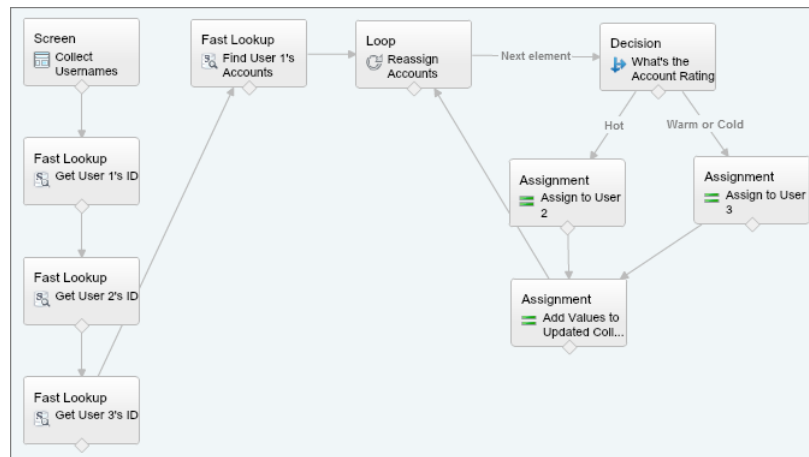 Screen
Collect
Usernames
Fast Lookup
Get User 1's ID
Fast Lookup
Get User 2's ID
Fast Lookup
Get User 3's ID
Fast Lookup
Find User 1's
Accounts
Loop
Reassign
Accounts
Next element
Decision
What's the
Account Rating
Hot
Warm or Cold
Assignment
Assign to User
2
Assignment
Assign to User
3
Assignment
Add Values to
Updated Coll...